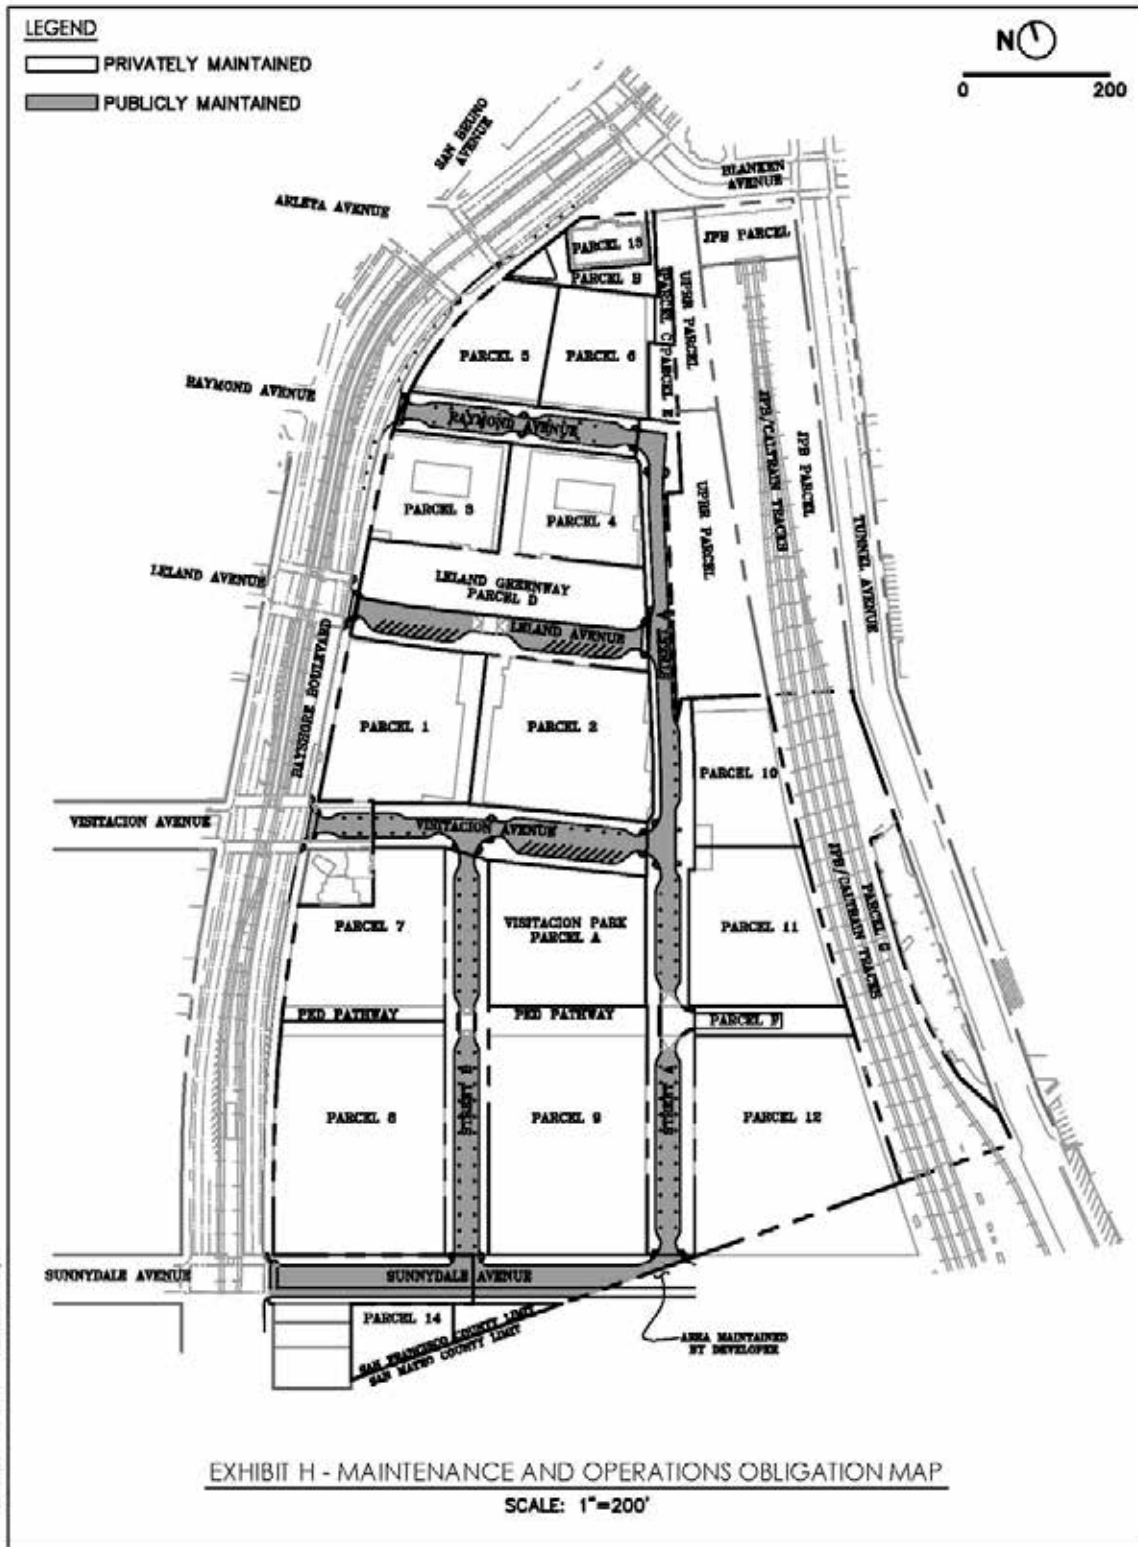 LEGEND
PRIVATELY MAINTAINED
PUBLICLY MAINTAINED
N
0 200
SAN BRUNO
AVENUE
BLANKEN
AVENUE
ARLETA AVENUE
JPB PARCEL
PARCEL 13
PARCEL B
PARCEL C
UPRR
PARCEL
PARCEL 5
PARCEL 6
PARCEL E
RAYMOND AVENUE
RAYMOND AVENUE
JPB/CALTRAIN TRACKS
JPB PARCEL
PARCEL 3
PARCEL 4
UPRR PARCEL
TUNNEL AVENUE
LELAND AVENUE
LELAND GREENWAY
PARCEL D
LELAND AVENUE
BAYSHORE BOULEVARD
PARCEL 1
PARCEL 2
PARCEL 10
VISITACION AVENUE
VISITACION AVENUE
JPB/CALTRAIN TRACKS
PARCEL G
PARCEL 7
VISITACION PARK
PARCEL A
PARCEL 11
PED PATHWAY
PED PATHWAY
PARCEL F
PARCEL 8
STREET B
PARCEL 9
STREET A
PARCEL 12
SUNNYDALE AVENUE
SUNNYDALE AVENUE
PARCEL 14
SAN FRANCISCO COUNTY LIMIT
SAN MATEO COUNTY LIMIT
AREA MAINTAINED
BY DEVELOPER
EXHIBIT H - MAINTENANCE AND OPERATIONS OBLIGATION MAP
SCALE: 1"=200'